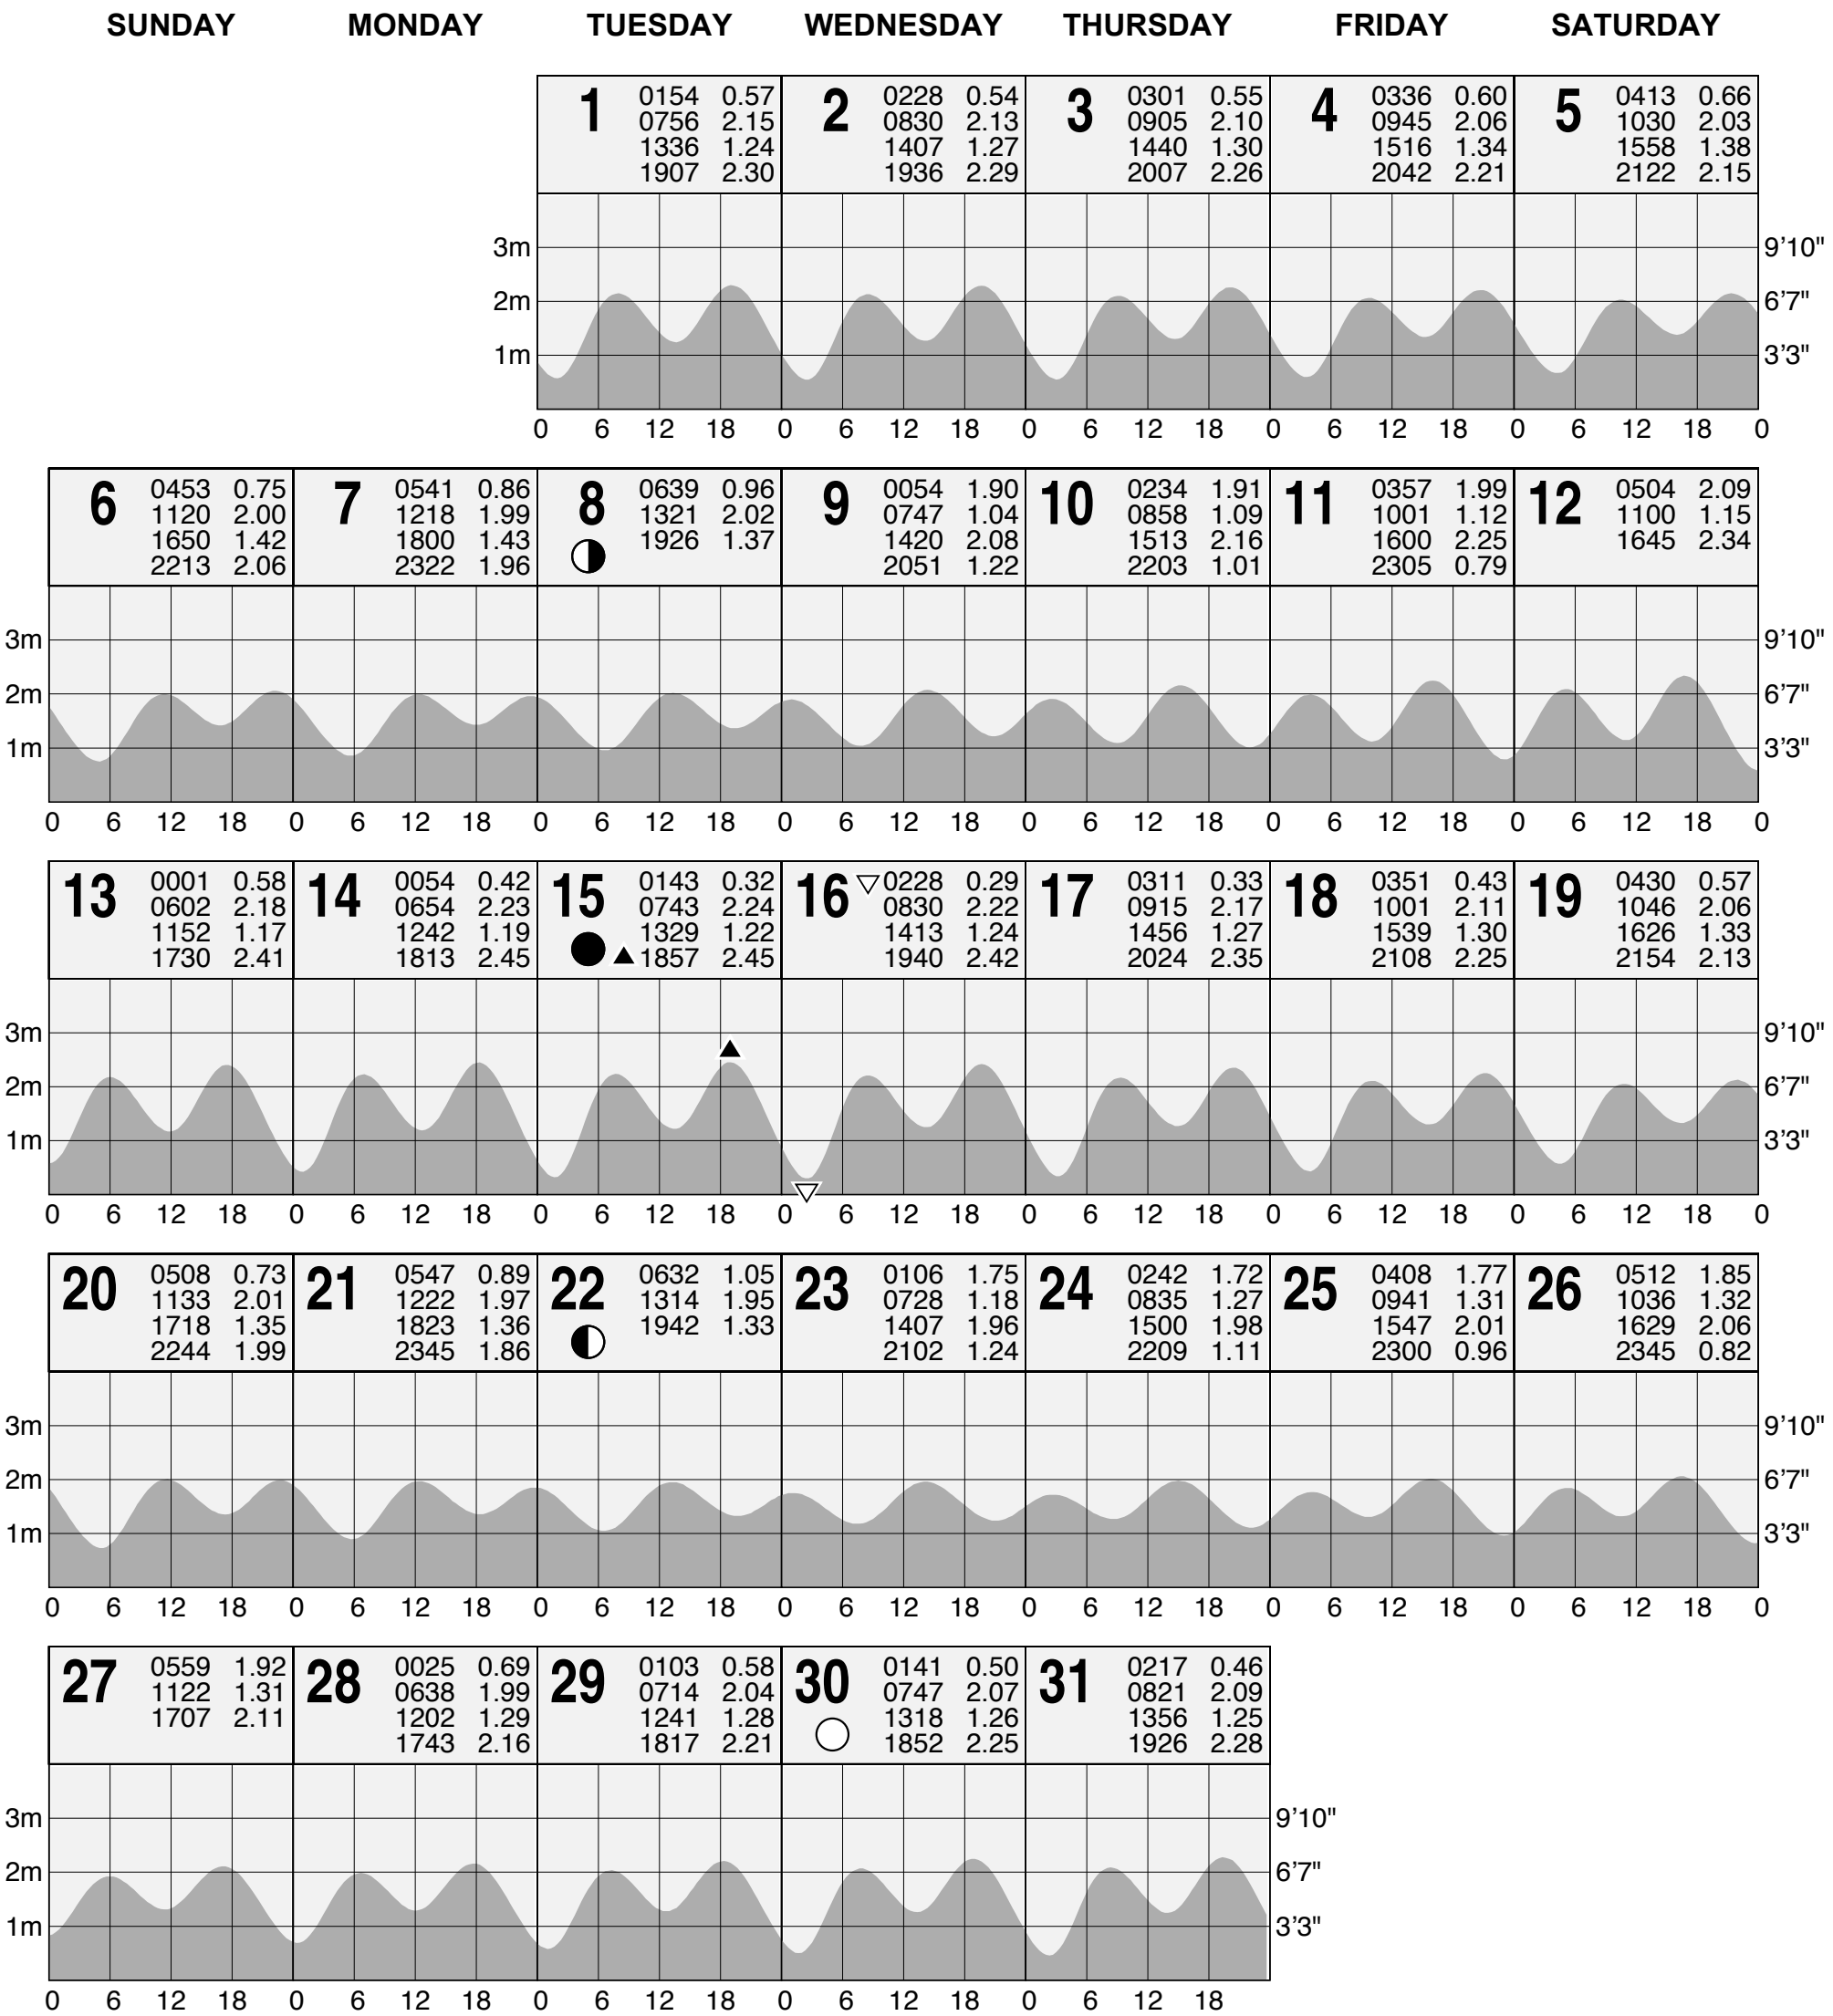 SUNDAY MONDAY TUESDAY WEDNESDAY THURSDAY FRIDAY SATURDAY
1 0154 0.57 2 0228 0.54 3 0301 0.55 4 0336 0.60 5 0413 0.66
0756 2.15 0830 2.13 0905 2.10 0945 2.06 1030 2.03
1336 1.24 1407 1.27 1440 1.30 1516 1.34 1558 1.38
1907 2.30 1936 2.29 2007 2.26 2042 2.21 2122 2.15
3m 9'10"
2m 6'7"
1m 3'3"
0 6 12 18 0 6 12 18 0 6 12 18 0 6 12 18 0 6 12 18 0
6 0453 0.75 7 0541 0.86 8 0639 0.96 9 0054 1.90 10 0234 1.91 11 0357 1.99 12 0504 2.09
1120 2.00 1218 1.99 1321 2.02 0747 1.04 0858 1.09 1001 1.12 1100 1.15
1650 1.42 1800 1.43 1926 1.37 1420 2.08 1513 2.16 1600 2.25 1645 2.34
2213 2.06 2322 1.96 2051 1.22 2203 1.01 2305 0.79
3m 9'10"
2m 6'7"
1m 3'3"
0 6 12 18 0 6 12 18 0 6 12 18 0 6 12 18 0 6 12 18 0 6 12 18 0 6 12 18 0
13 0001 0.58 14 0054 0.42 15 0143 0.32 16 0228 0.29 17 0311 0.33 18 0351 0.43 19 0430 0.57
0602 2.18 0654 2.23 0743 2.24 0830 2.22 0915 2.17 1001 2.11 1046 2.06
1152 1.17 1242 1.19 1329 1.22 1413 1.24 1456 1.27 1539 1.30 1626 1.33
1730 2.41 1813 2.45 1857 2.45 1940 2.42 2024 2.35 2108 2.25 2154 2.13
3m 9'10"
2m 6'7"
1m 3'3"
0 6 12 18 0 6 12 18 0 6 12 18 0 6 12 18 0 6 12 18 0 6 12 18 0 6 12 18 0
20 0508 0.73 21 0547 0.89 22 0632 1.05 23 0106 1.75 24 0242 1.72 25 0408 1.77 26 0512 1.85
1133 2.01 1222 1.97 1314 1.95 0728 1.18 0835 1.27 0941 1.31 1036 1.32
1718 1.35 1823 1.36 1942 1.33 1407 1.96 1500 1.98 1547 2.01 1629 2.06
2244 1.99 2345 1.86 2102 1.24 2209 1.11 2300 0.96 2345 0.82
3m 9'10"
2m 6'7"
1m 3'3"
0 6 12 18 0 6 12 18 0 6 12 18 0 6 12 18 0 6 12 18 0 6 12 18 0 6 12 18 0
27 0559 1.92 28 0025 0.69 29 0103 0.58 30 0141 0.50 31 0217 0.46
1122 1.31 0638 1.99 0714 2.04 0747 2.07 0821 2.09
1707 2.11 1202 1.29 1241 1.28 1318 1.26 1356 1.25
1743 2.16 1817 2.21 1852 2.25 1926 2.28
3m 9'10"
2m 6'7"
1m 3'3"
0 6 12 18 0 6 12 18 0 6 12 18 0 6 12 18 0 6 12 18